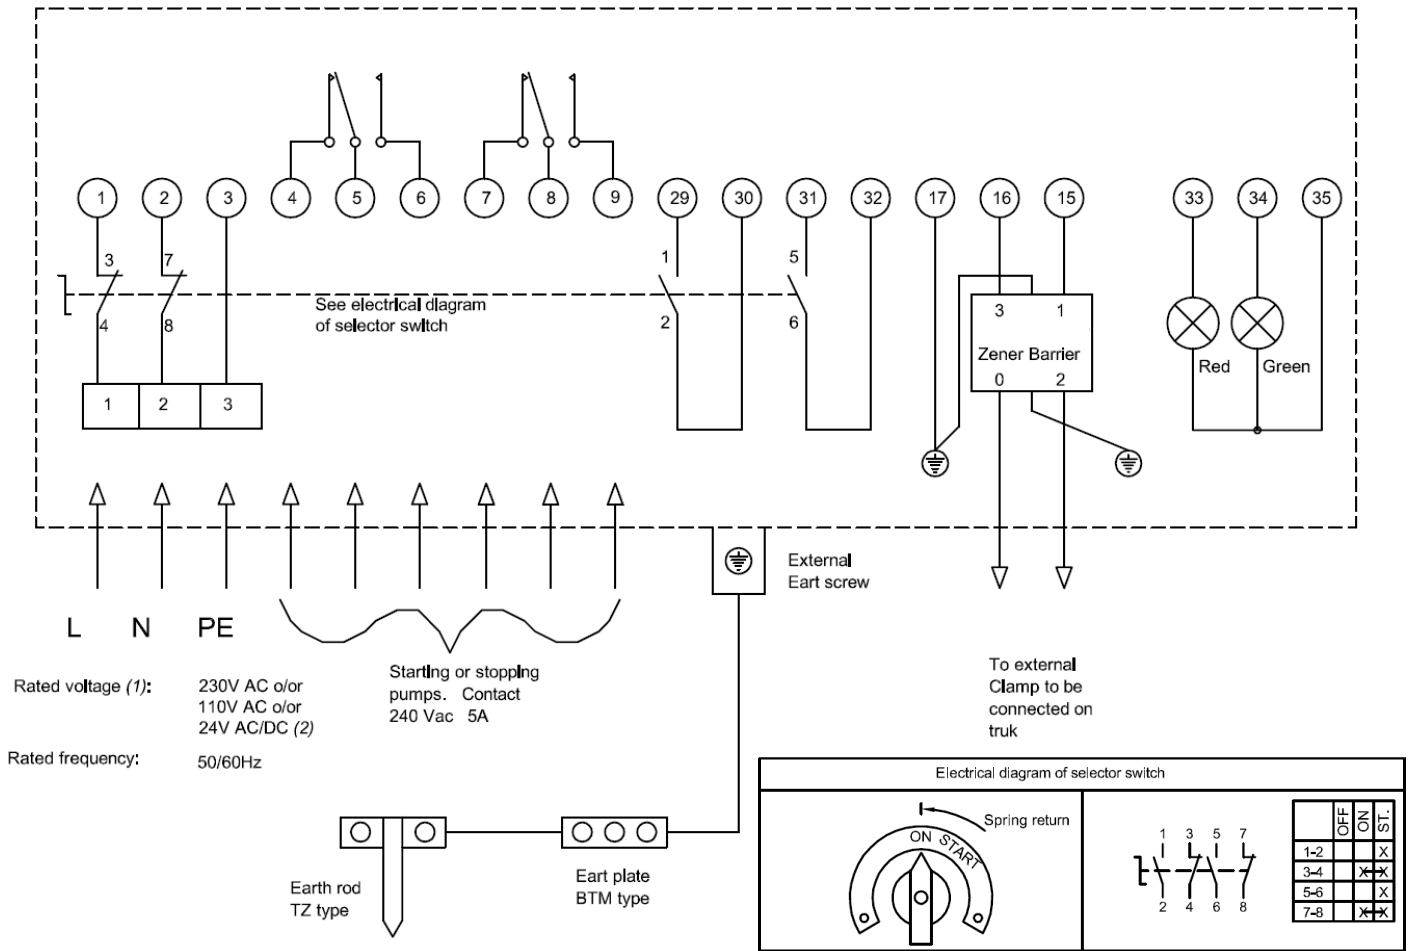 1 2 3 4 5 6 7 8 9 29 30 31 32 17 16 15 33 34 35
3 7 1 5
See electrical diagram
of selector switch
4 8 2 6
3 1
Zener Barrier
0 2
Red Green
1 2 3
External
Eart screw
L N PE
Rated voltage (1):
230V AC o/or
110V AC o/or
24V AC/DC (2)
Rated frequency:
50/60Hz
Starting or stopping
pumps. Contact
240 Vac 5A
To external
Clamp to be
connected on
truk
Earth rod
TZ type
Eart plate
BTM type
Electrical diagram of selector switch
Spring return
ON START
1 3 5 7
2 4 6 8
OFF ON ST.
1-2 X
3-4 X X
5-6 X
7-8 X X